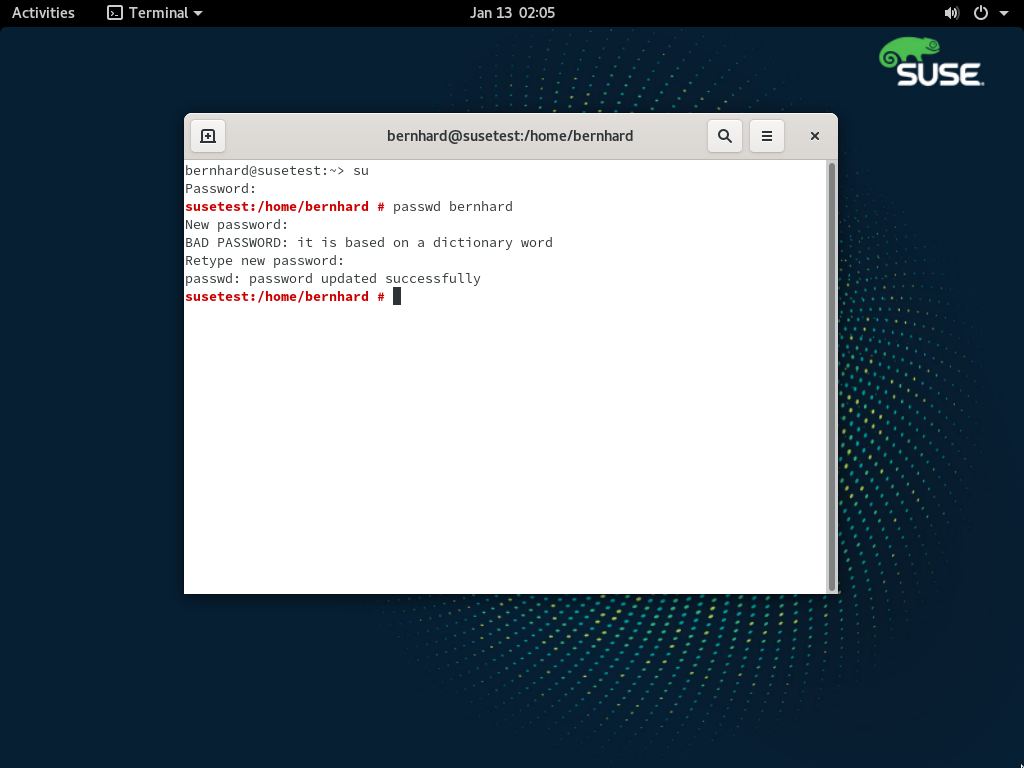 Activities Terminal Jan 13 02:05
SUSE
bernhard@susetest:/home/bernhard
bernhard@susetest:~> su
Password:
susetest:/home/bernhard # passwd bernhard
New password:
BAD PASSWORD: it is based on a dictionary word
Retype new password:
passwd: password updated successfully
susetest:/home/bernhard #